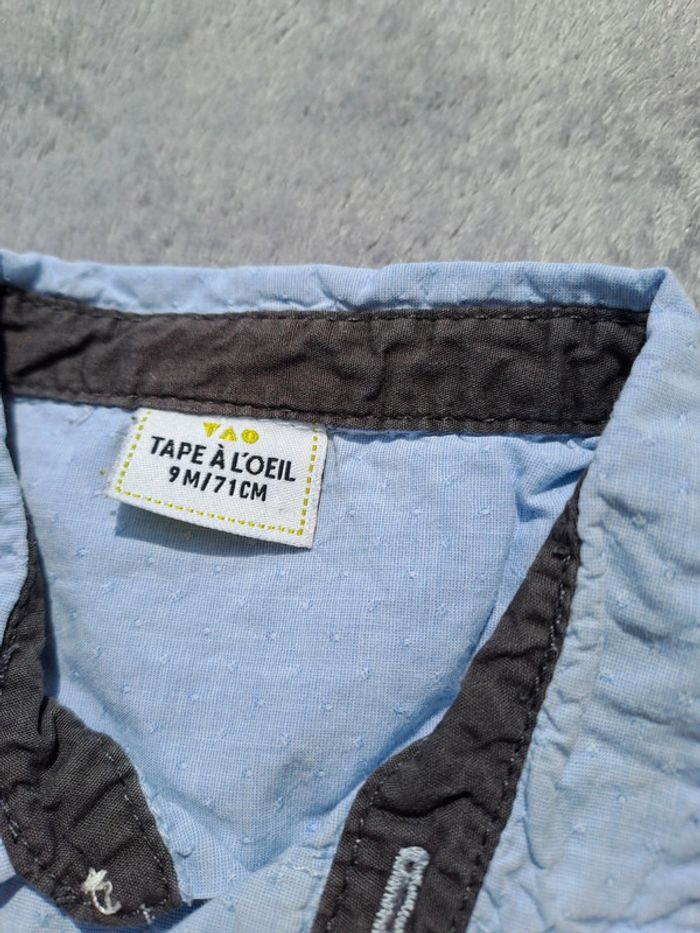 TAO
TAPE À L'OEIL
9M/71CM